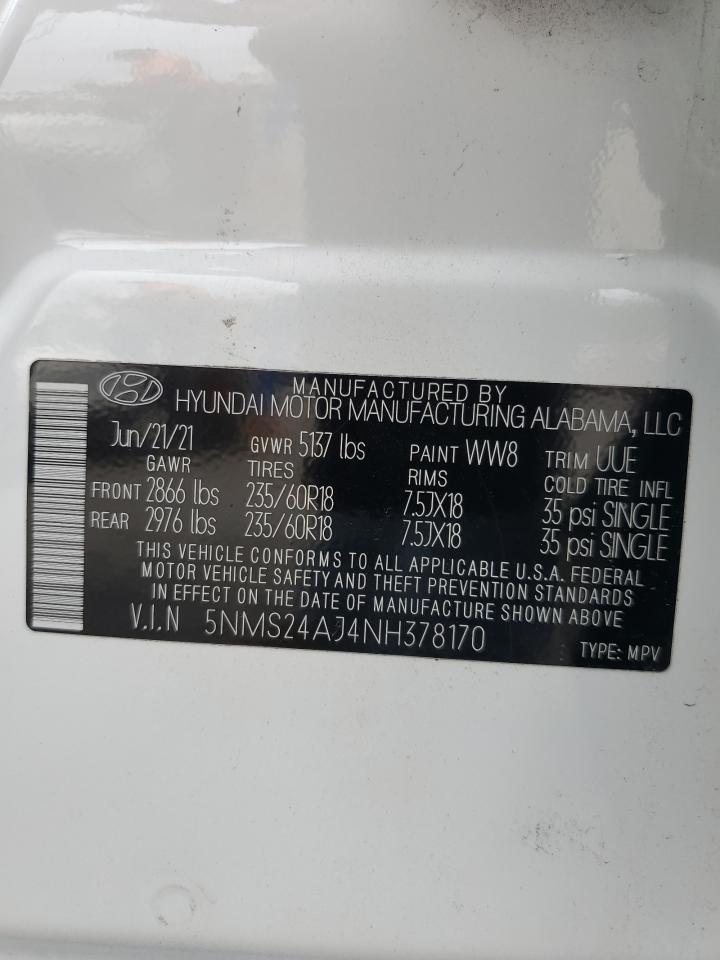 MANUFACTURED BY
HYUNDAI MOTOR MANUFACTURING ALABAMA, LLC
Jun/21/21 GVWR 5137 lbs PAINT WW8 TRIM UUE
GAWR TIRES RIMS COLD TIRE INFL
FRONT 2866 lbs 235/60R18 7.5JX18 35 psi SINGLE
REAR 2976 lbs 235/60R18 7.5JX18 35 psi SINGLE
THIS VEHICLE CONFORMS TO ALL APPLICABLE U.S.A. FEDERAL
MOTOR VEHICLE SAFETY AND THEFT PREVENTION STANDARDS
IN EFFECT ON THE DATE OF MANUFACTURE SHOWN ABOVE
V.I.N 5NMS24AJ4NH378170 TYPE: MPV